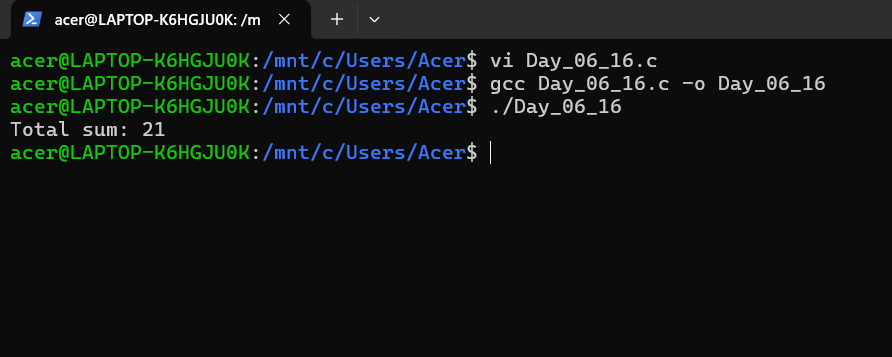 acer@LAPTOP-K6HGJU0K: /m
acer@LAPTOP-K6HGJU0K:/mnt/c/Users/Acer$ vi Day_06_16.c
acer@LAPTOP-K6HGJU0K:/mnt/c/Users/Acer$ gcc Day_06_16.c -o Day_06_16
acer@LAPTOP-K6HGJU0K:/mnt/c/Users/Acer$ ./Day_06_16
Total sum: 21
acer@LAPTOP-K6HGJU0K:/mnt/c/Users/Acer$